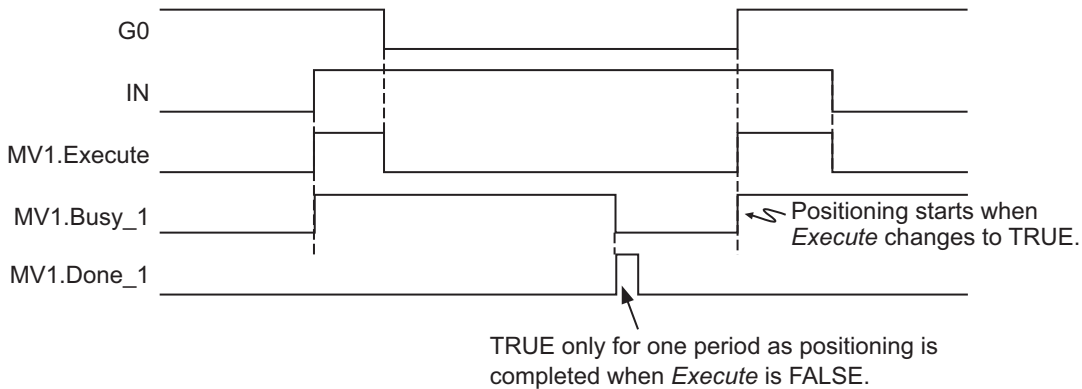 G0
IN
MV1.Execute
MV1.Busy_1
Positioning starts when
Execute changes to TRUE.
MV1.Done_1
TRUE only for one period as positioning is
completed when Execute is FALSE.